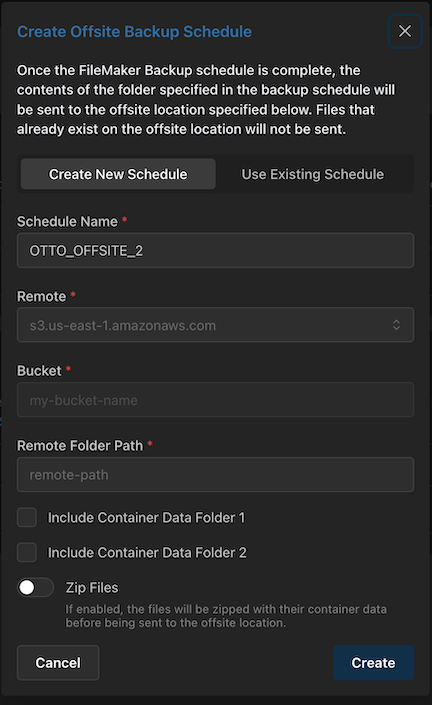 Create Offsite Backup Schedule
Once the FileMaker Backup schedule is complete, the
contents of the folder specified in the backup schedule will
be sent to the offsite location specified below. Files that
already exist on the offsite location will not be sent.
Create New Schedule
Use Existing Schedule
Schedule Name *
OTTO_OFFSITE_2
Remote *
s3.us-east-1.amazonaws.com
Bucket *
my-bucket-name
Remote Folder Path *
remote-path
Include Container Data Folder 1
Include Container Data Folder 2
Zip Files
If enabled, the files will be zipped with their container data
before being sent to the offsite location.
Cancel
Create